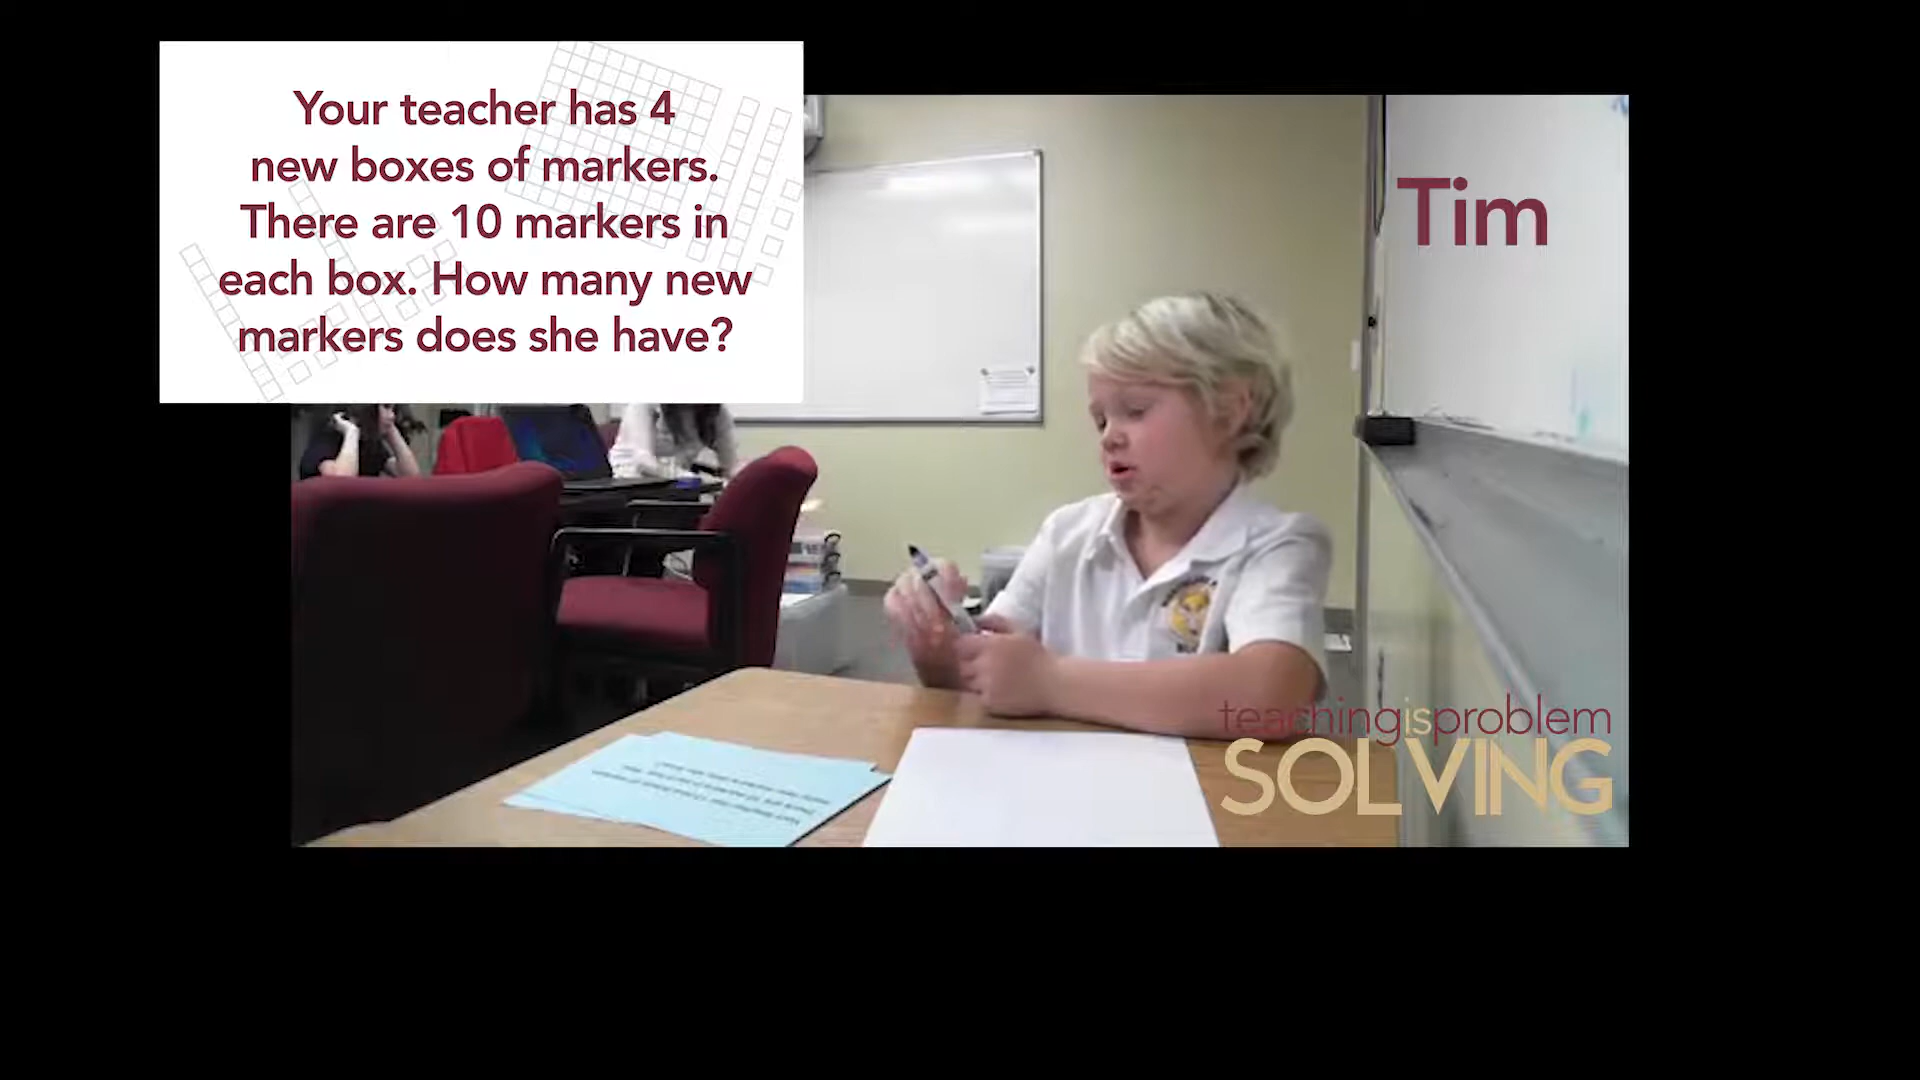 Your teacher has 4
new boxes of markers.
There are 10 markers in
each box. How many new
markers does she have?
Tim
teachingisproblem
SOLVING